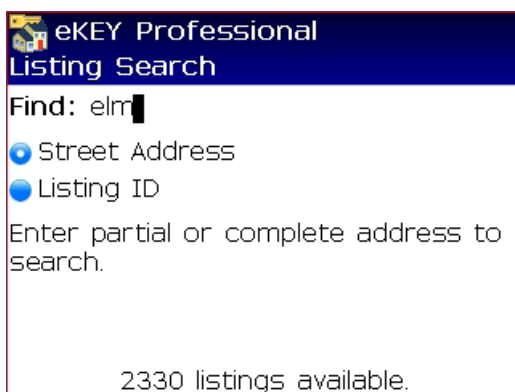 eKEY Professional
Listing Search
Find: elm
Street Address
Listing ID
Enter partial or complete address to
search.
2330 listings available.